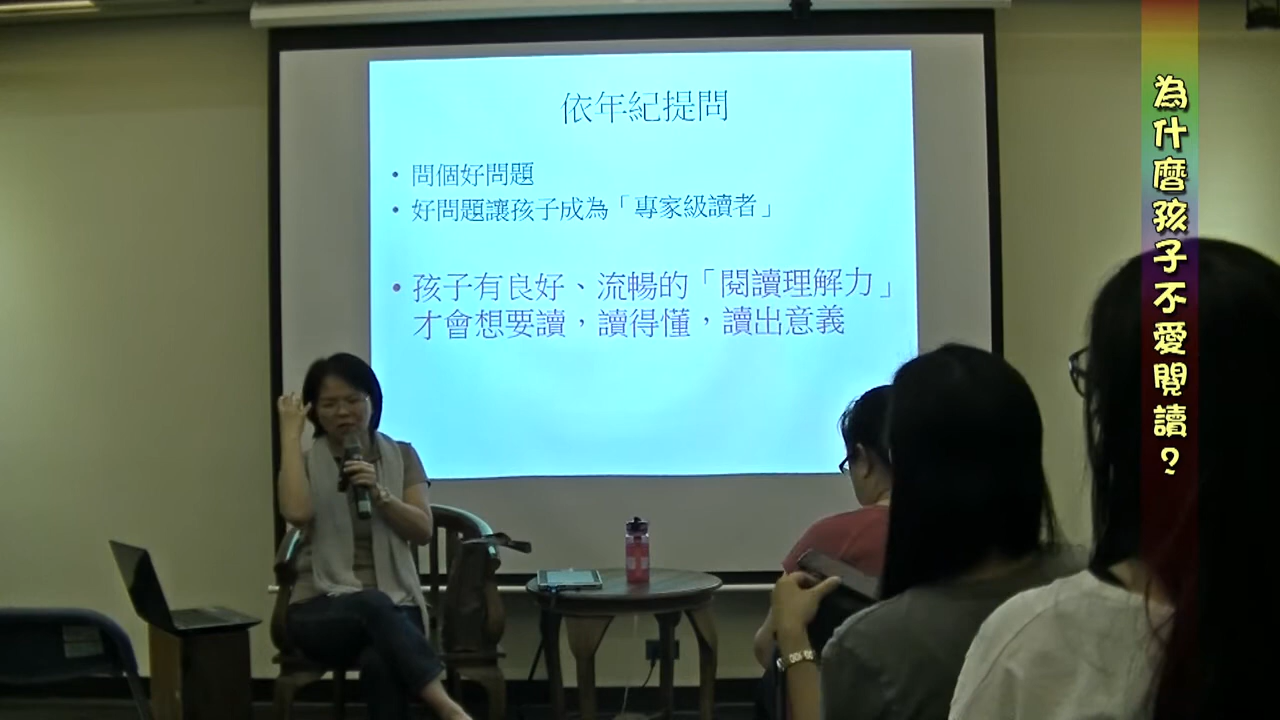 依年紀提問
• 問個好問題
• 好問題讓孩子成為「專家級讀者」
• 孩子有良好、流暢的「閱讀理解力」
才會想要讀，讀得懂，讀出意義
為什麼孩子不愛閱讀？